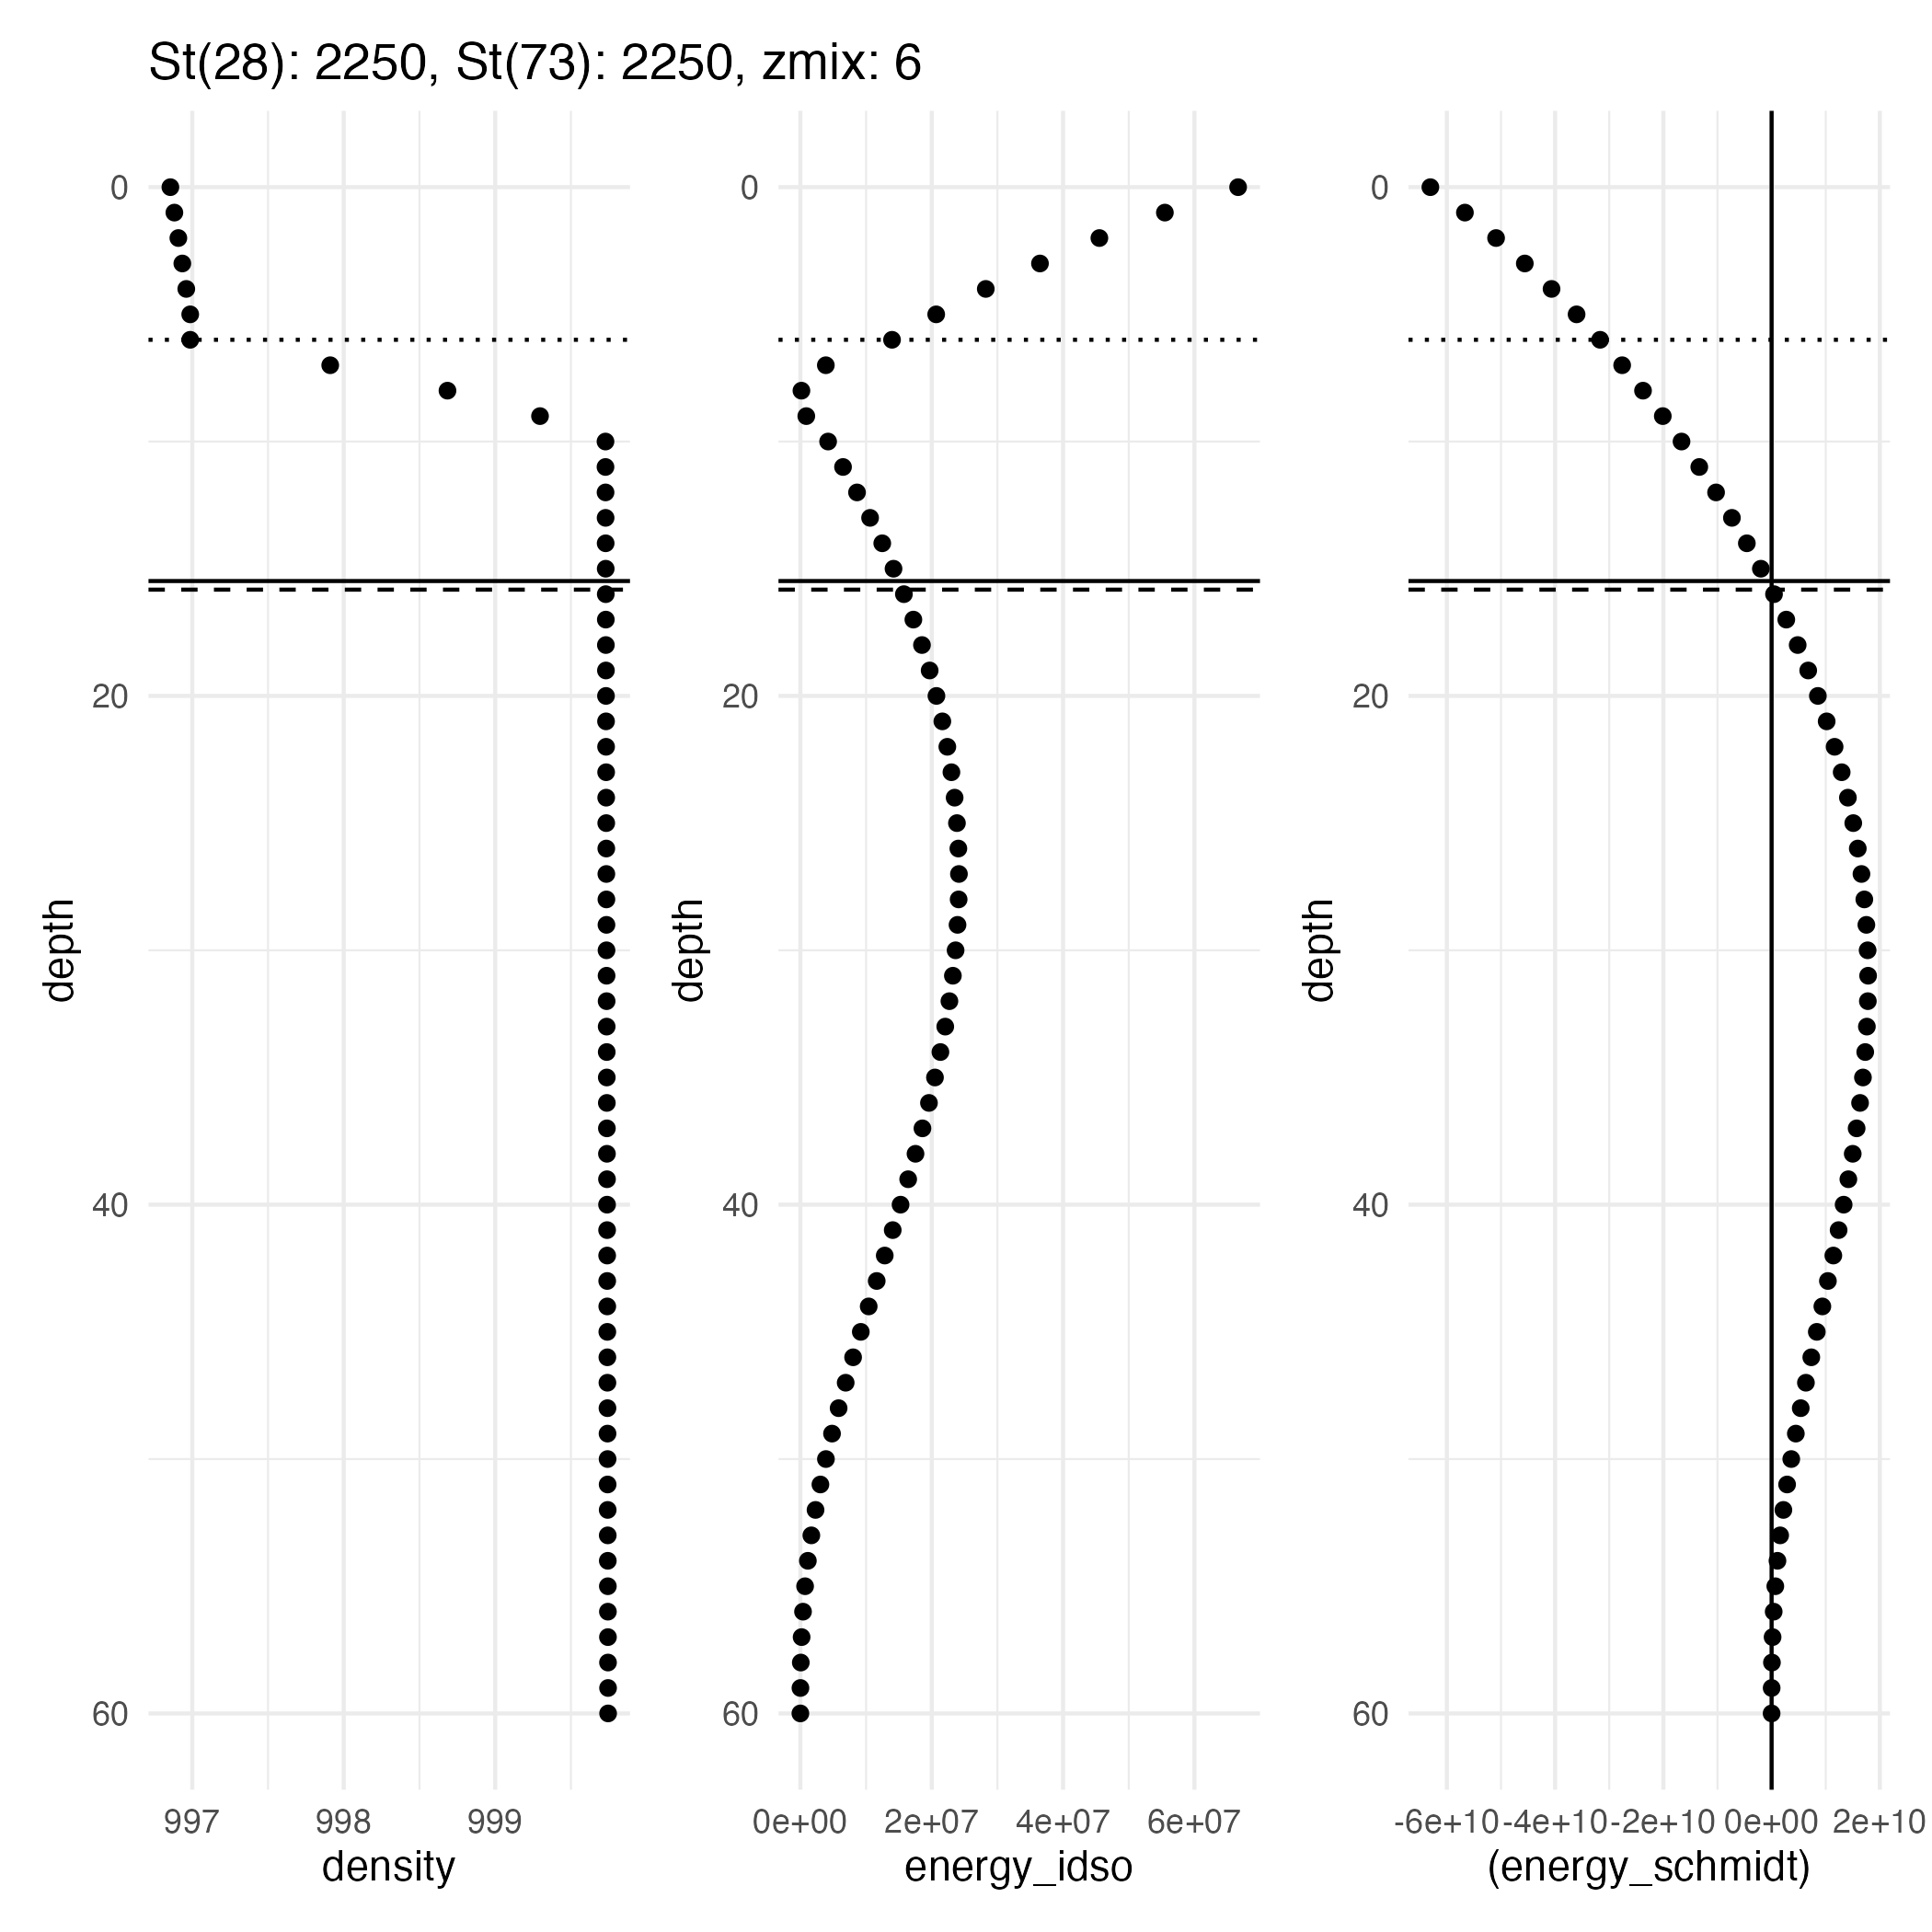 St(28): 2250, St(73): 2250, zmix: 6
0
20
40
60
depth
997 998 999
density
0
20
40
60
depth
0e+00 2e+07 4e+07 6e+07
energy_idso
0
20
40
60
depth
-6e+10 -4e+10 -2e+10 0e+00 2e+10
(energy_schmidt)